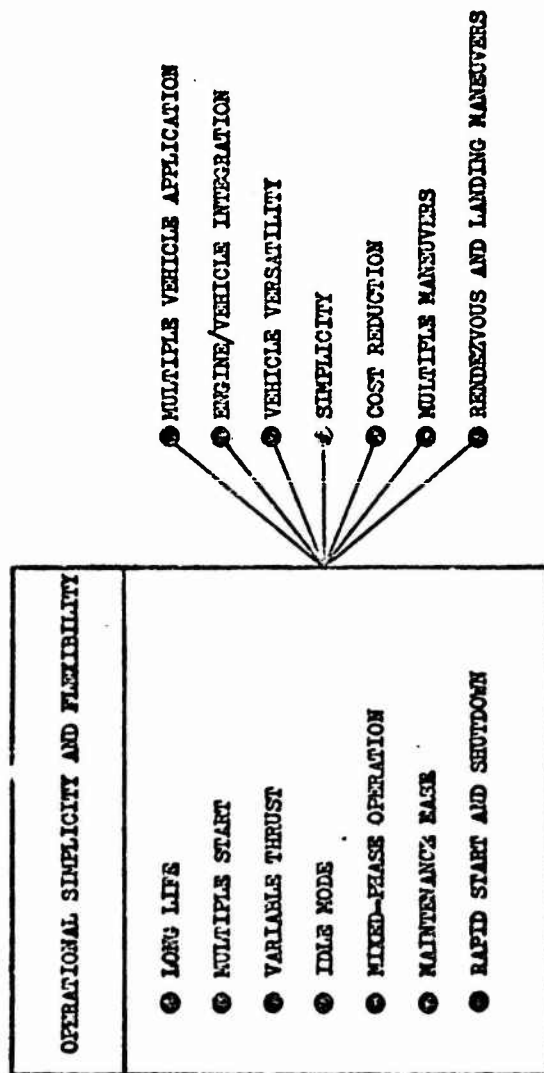 OPERATIONAL SIMPLICITY AND FLEXIBILITY
LONG LIFE
MULTIPLE START
VARIABLE THRUST
IDLE MODE
MIXED-PHASE OPERATION
MAINTENANCE EASE
RAPID START AND SHUTDOWN
MULTIPLE VEHICLE APPLICATION
ENGINE/VEHICLE INTEGRATION
VEHICLE VERSATILITY
SIMPLICITY
COST REDUCTION
MULTIPLE MANEUVERS
RENDEZVOUS AND LANDING MANEUVERS